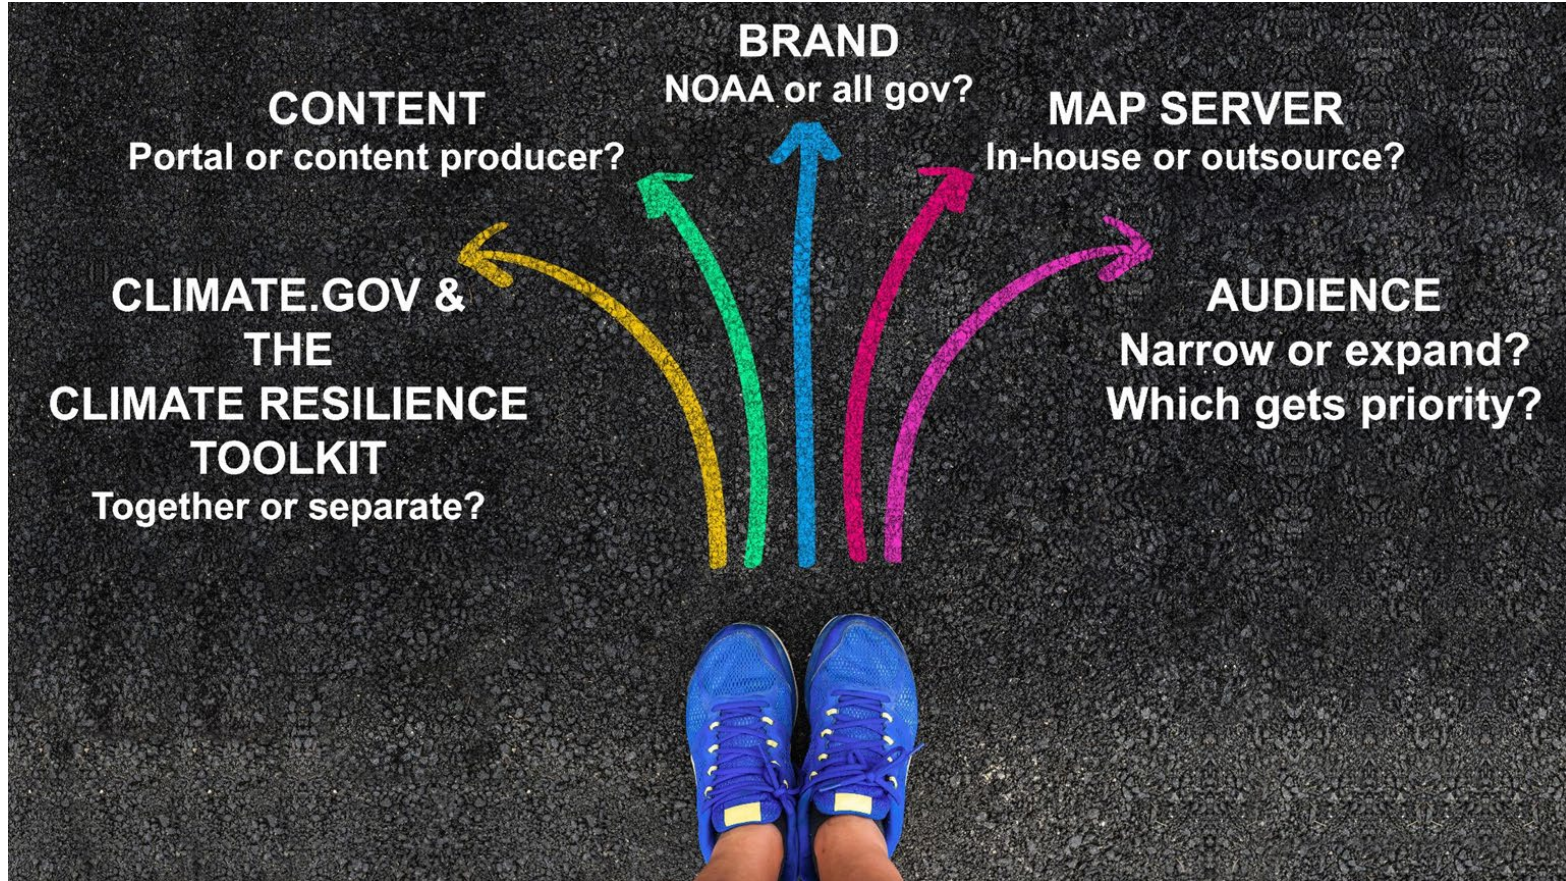 BRAND
NOAA or all gov?
CONTENT
Portal or content producer?
MAP SERVER
In-house or outsource?
CLIMATE.GOV &
THE
CLIMATE RESILIENCE
TOOLKIT
Together or separate?
AUDIENCE
Narrow or expand?
Which gets priority?